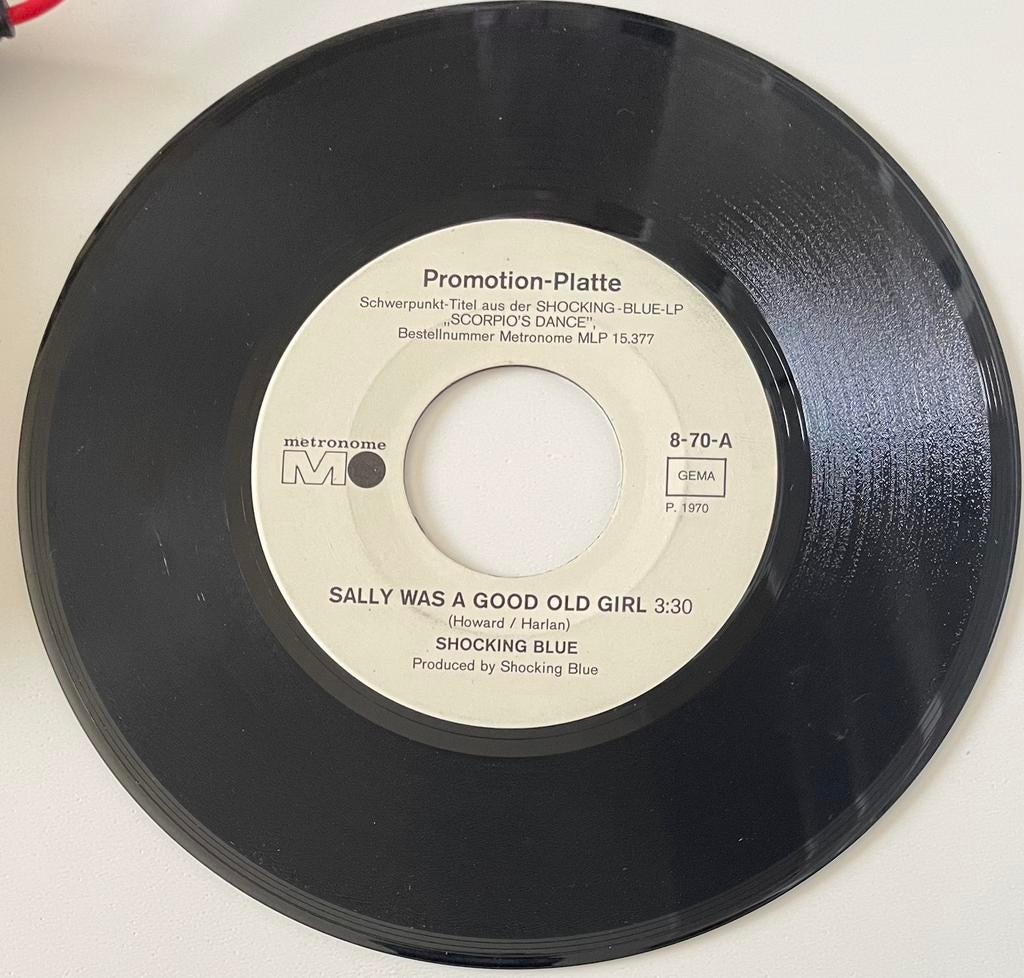 Promotion-Platte
Schwerpunkt-Titel aus der SHOCKING-BLUE-LP
„SCORPIO'S DANCE",
Bestellnummer Metronome MLP 15.377
metronome
M
8-70-A
GEMA
P. 1970
SALLY WAS A GOOD OLD GIRL 3:30
(Howard / Harlan)
SHOCKING BLUE
Produced by Shocking Blue